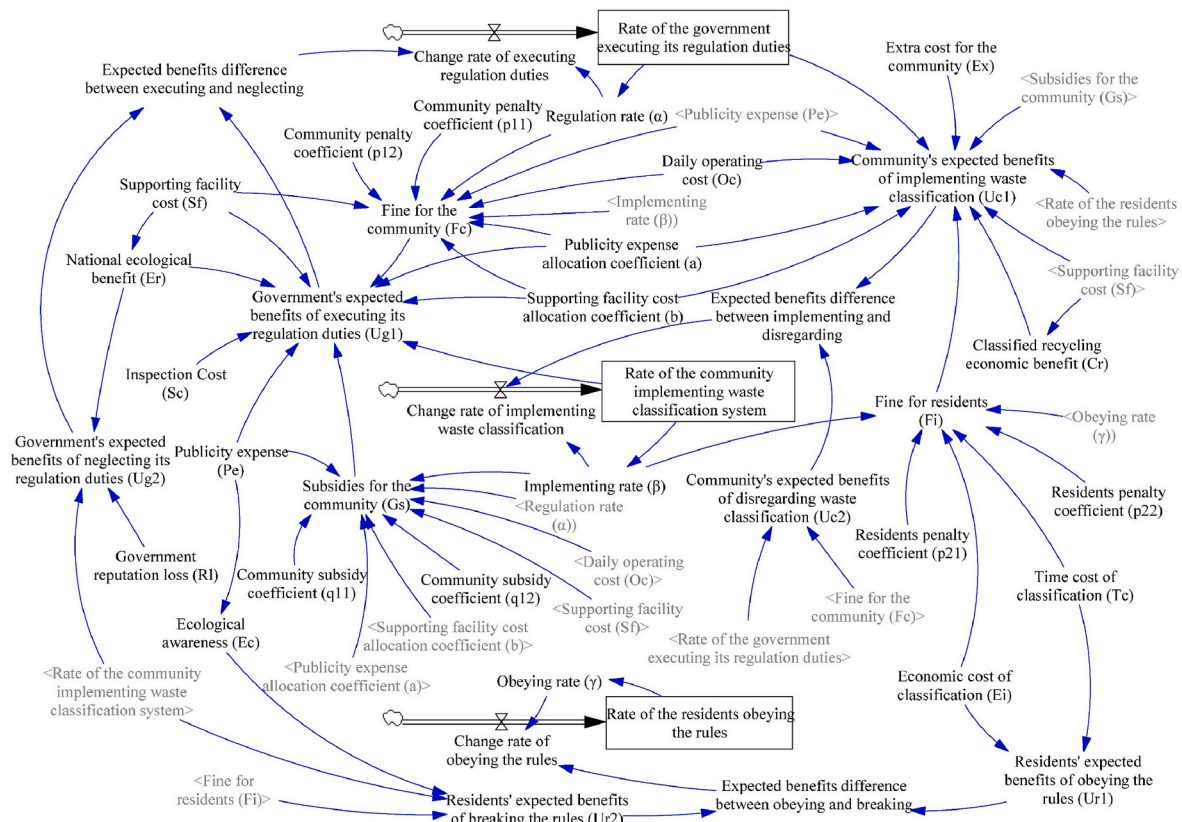 Rate of the government
executing its regulation duties
Change rate of executing
regulation duties
Expected benefits difference
between executing and neglecting
Extra cost for the
community (Ex)
<Subsidies for the
community (Gs)>
Community penalty
coefficient (p11)
Regulation rate (α)
<Publicity expense (Pe)>
Community penalty
coefficient (p12)
Daily operating
cost (Oc)
Community's expected benefits
of implementing waste
classification (Uc1)
Supporting facility
cost (Sf)
Fine for the
community (Fc)
<Implementing
rate (β))
<Rate of the residents
obeying the rules>
National ecological
benefit (Er)
Publicity expense
allocation coefficient (a)
<Supporting facility
cost (Sf)>
Government's expected
benefits of executing its
regulation duties (Ug1)
Supporting facility cost
allocation coefficient (b)
Expected benefits difference
between implementing and
disregarding
Classified recycling
economic benefit (Cr)
Inspection Cost
(Sc)
Rate of the community
implementing waste
classification system
Change rate of implementing
waste classification
Fine for residents
(Fi)
<Obeying rate
(γ))
Government's expected
benefits of neglecting its
regulation duties (Ug2)
Publicity expense
(Pe)
Subsidies for the
community (Gs)
Implementing rate (β)
<Regulation rate
(α))
Community's expected benefits
of disregarding waste
classification (Uc2)
Residents penalty
coefficient (p22)
Residents penalty
coefficient (p21)
Government
reputation loss (Rl)
Community subsidy
coefficient (q11)
Community subsidy
coefficient (q12)
<Daily operating
cost (Oc)>
Time cost of
classification (Tc)
<Supporting facility
cost (Sf)>
<Fine for the
community (Fc)>
Ecological
awareness (Ec)
<Supporting facility cost
allocation coefficient (b)>
<Rate of the government
executing its regulation duties>
<Publicity expense
allocation coefficient (a)>
<Rate of the community
implementing waste
classification system>
Obeying rate (γ)
Economic cost of
classification (Ei)
Rate of the residents obeying
the rules
Change rate of
obeying the rules
Residents' expected
benefits of obeying the
rules (Ur1)
<Fine for
residents (Fi)>
Residents' expected benefits
of breaking the rules (Ur2)
Expected benefits difference
between obeying and breaking